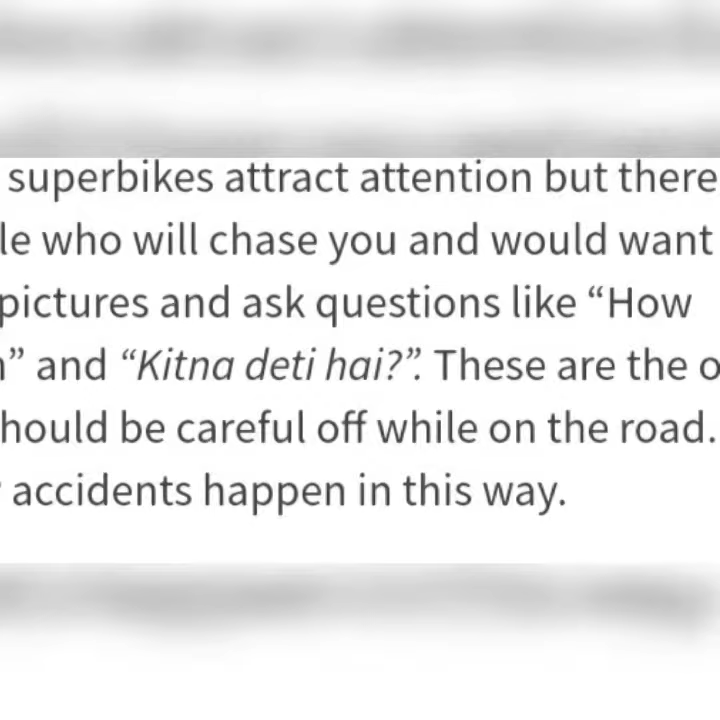 superbikes attract attention but there
le who will chase you and would want
pictures and ask questions like “How
” and “Kitna deti hai?”. These are the o
hould be careful off while on the road.
accidents happen in this way.